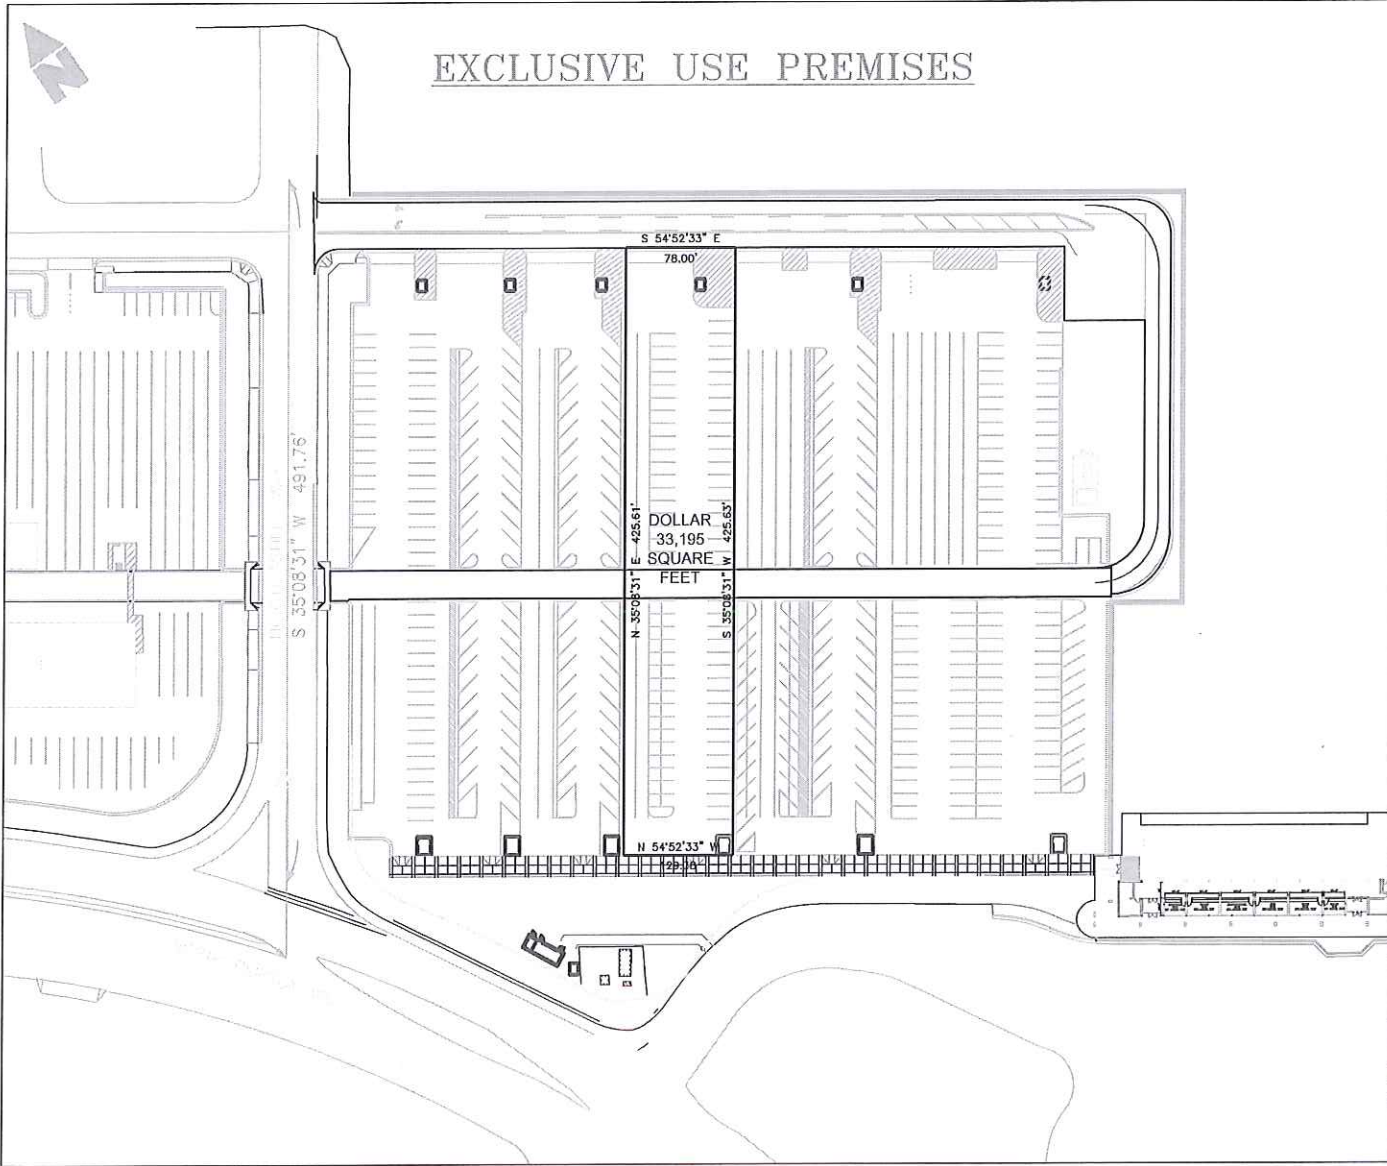 N
EXCLUSIVE USE PREMISES
S 54°52'33" E
78.00'
S 35°08'31" W 491.76'
N 35°08'31" E 425.61'
DOLLAR
33,195
SQUARE
FEET
S 35°08'31" W 425.63'
N 54°52'33" W